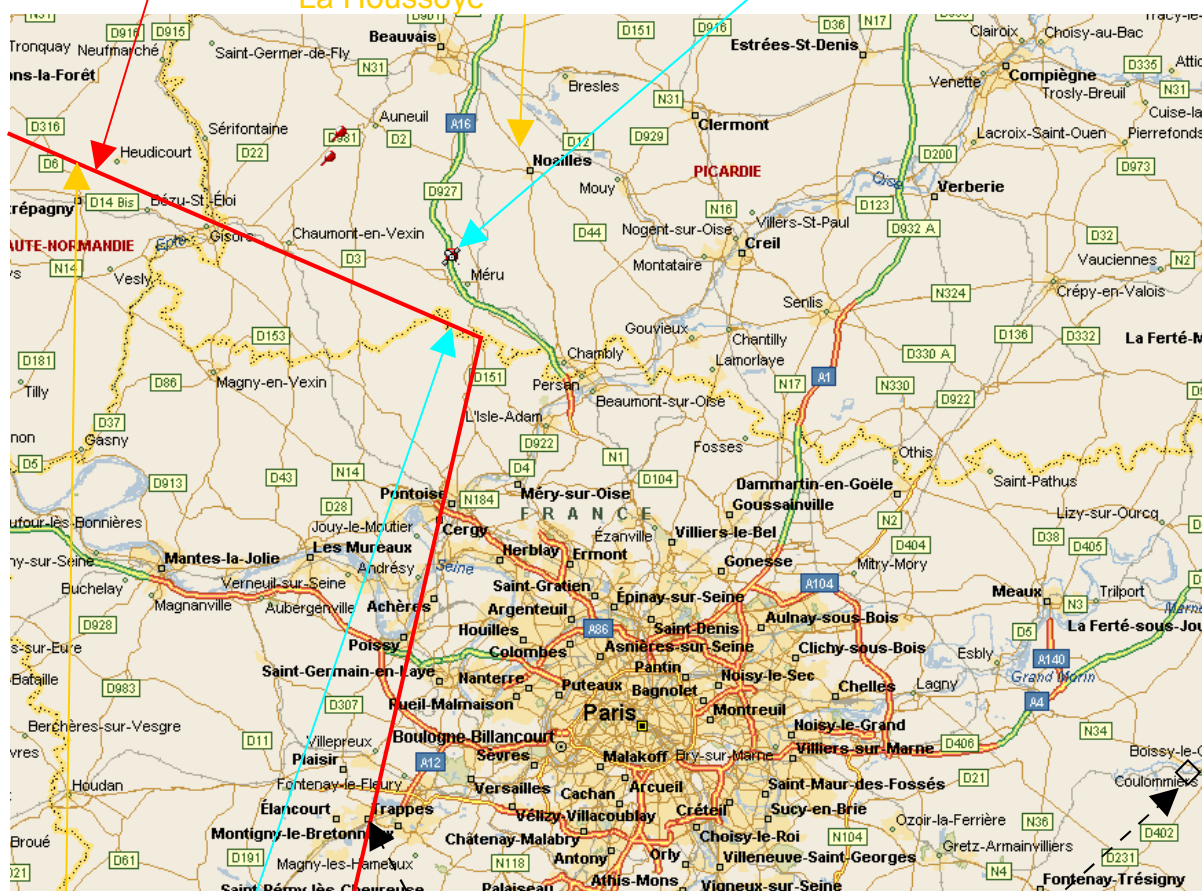 La Houssoye
D916 D915 D901 D151 D916 D36 N17 Clairoix Choisy-au-Bac
Tronquay Neufmarché Saint-Germer-de-Fly Beauvais Estrées-St-Denis D335
ons-la-Forêt N31 Bresles Venette Compiègne
N31 Trosly-Breuil
D316 Sérifontaine Auneuil A16 Clermont N31 Cuise-la
D981 D2 D12 D929 Lacroix-Saint-Ouen Pierrefonds
D6 Heudicourt D22 Noailles D200 D973
D927 Mouy PICARDIE Oise Verberie
trépagny D14 Bis Bézu-St-Éloi N16 D123
Gisors Villers-St-Paul
AUTE-NORMANDIE Epte Chaumont-en-Vexin D44 Nogent-sur-Oise Creil D932 A D32
N14 Vesly D3 Montataire Vauciennes N2
Méru Senlis N324 Crépy-en-Valois
D153 Gouvieux Chantilly D136 D332 La Ferté-M
D181 Chambly Lamorlaye D330 A
Tilly D86 Magny-en-Vexin D151 Persan N17 A1 N330
D37 L'Isle-Adam Beaumont-sur-Oise D922
non Gasny D922 Fosses Othis
D5 D43 N14 D4 N1 D104 Saint-Pathus
D913 Pontoise N184 Méry-sur-Oise Dammartin-en-Goële
D28 FRANCE Goussainville Lizy-sur-Ourcq
ufour-lès-Bonnières Jouy-le-Moutier Cergy Ézanville Villiers-le-Bel N2
D38
Mantes-la-Jolie Les Mureaux Herblay Ermont Gonesse D404 D405
ny-sur-Seine Andrésy Seine Mitry-Mory
Buchelay Verneuil-sur-Seine Saint-Gratien A104 Meaux Trilport
Magnanville Aubergenville Achères Argenteuil Épinay-sur-Seine N3 Marne
D928 Houilles A86 Saint-Denis Aulnay-sous-Bois D5 La Ferté-sous-Jou
s-sur-Eure Poissy Colombes Asnières-sur-Seine Clichy-sous-Bois Esbly A140
Bataille Saint-Germain-en-Laye Pantin Noisy-le-Sec Grand Morin
D983 Nanterre Puteaux Bagnolet Chelles Lagny A4
D307 Rueil-Malmaison Paris Montreuil
Berchères-sur-Vesgre D11 Villepreux Boulogne-Billancourt Noisy-le-Grand N34
vres Plaisir A12 Sèvres Malakoff Bry-sur-Marne Villiers-sur-Marne D406 Boissy-le-C
Houdan Fontenay-le-Fleury Versailles Arcueil Saint-Maur-des-Fossés D21 Coulommiers
Élancourt Trappes Cachan Créteil Sucy-en-Brie
Vélizy-Villacoublay Ozoir-la-Ferrière N36
Broué Montigny-le-Bretonneux Châtenay-Malabry Choisy-le-Roi N104 D402
D61 D191 Magny-les-Hameaux Antony Orly Villeneuve-Saint-Georges Gretz-Armainvilliers D231
D21 N118 N4
Saint-Rémy-lès-Chevreuse Palaiseau Athis-Mons Vigneux-sur-Seine Fontenay-Trésigny